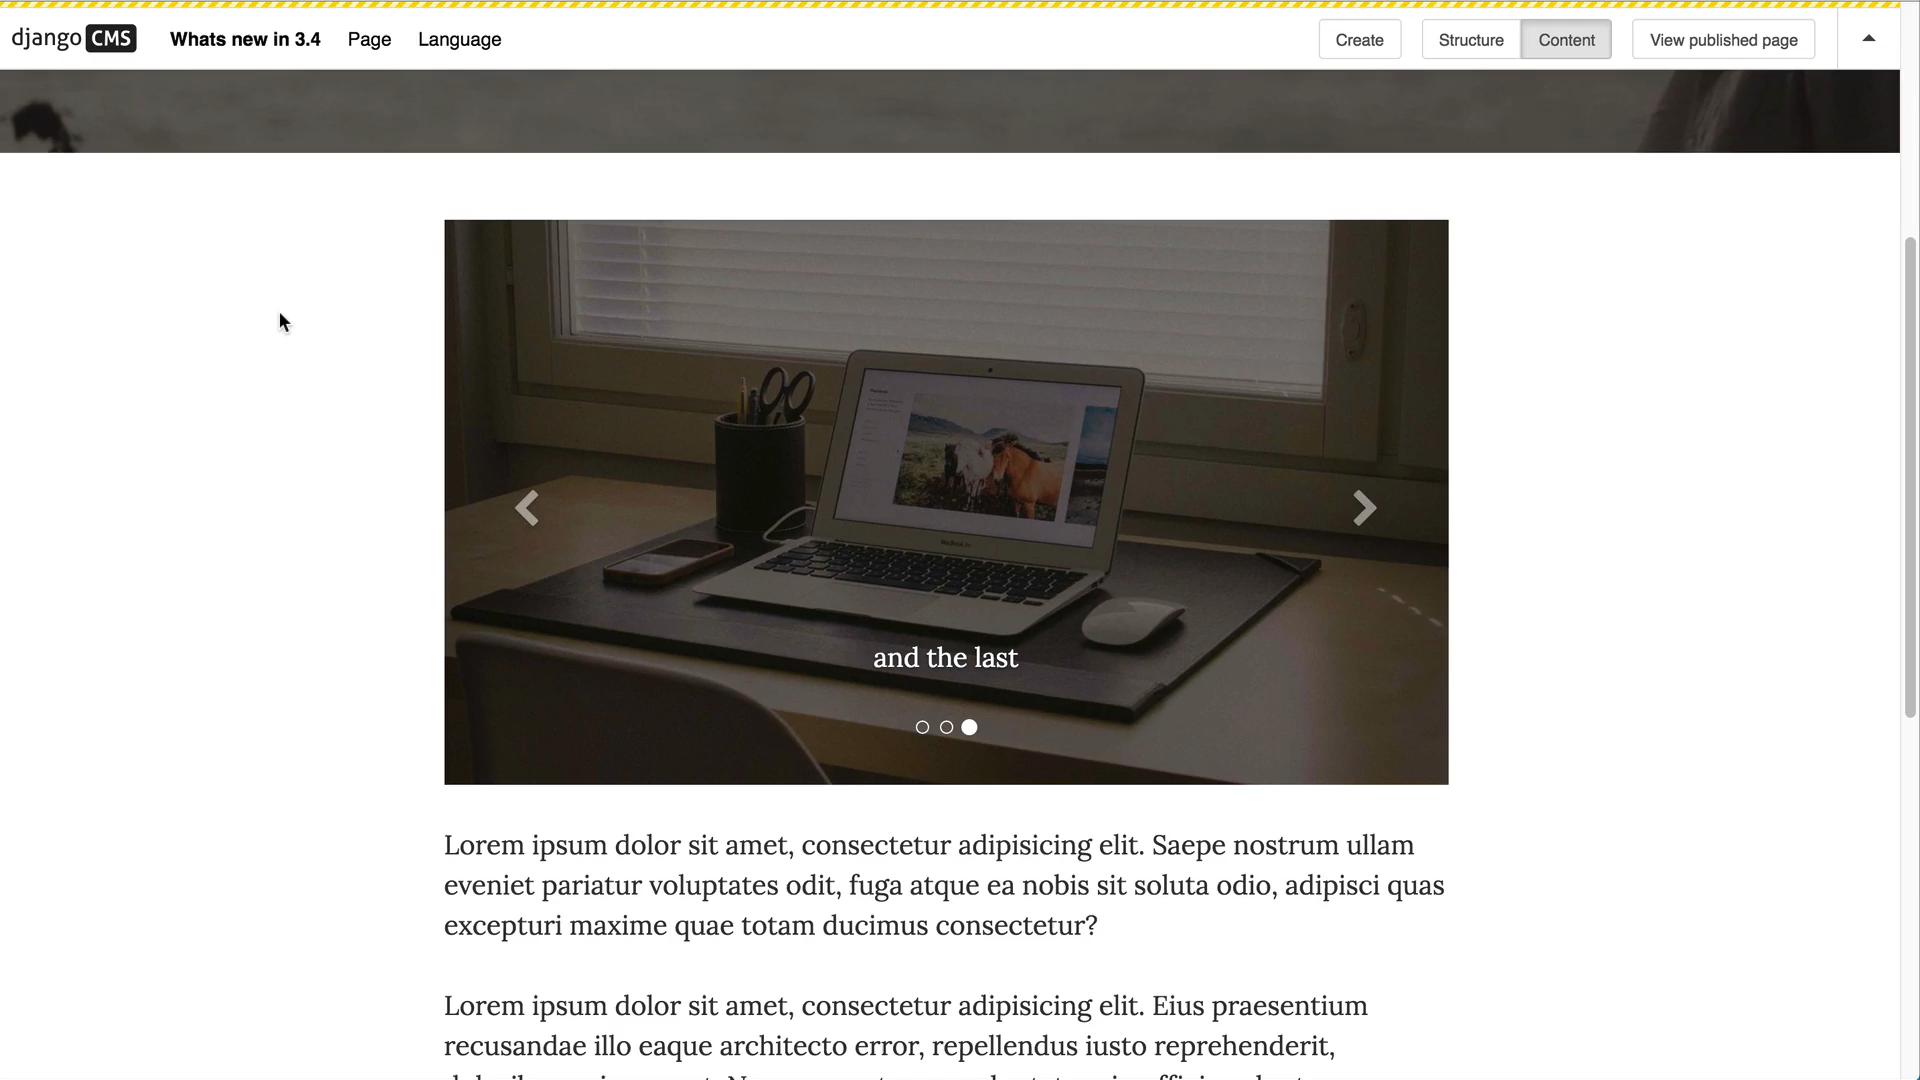 django CMS Whats new in 3.4 Page Language Create Structure Content View published page
and the last
Lorem ipsum dolor sit amet, consectetur adipisicing elit. Saepe nostrum ullam
eveniet pariatur voluptates odit, fuga atque ea nobis sit soluta odio, adipisci quas
excepturi maxime quae totam ducimus consectetur?
Lorem ipsum dolor sit amet, consectetur adipisicing elit. Eius praesentium
recusandae illo eaque architecto error, repellendus iusto reprehenderit,